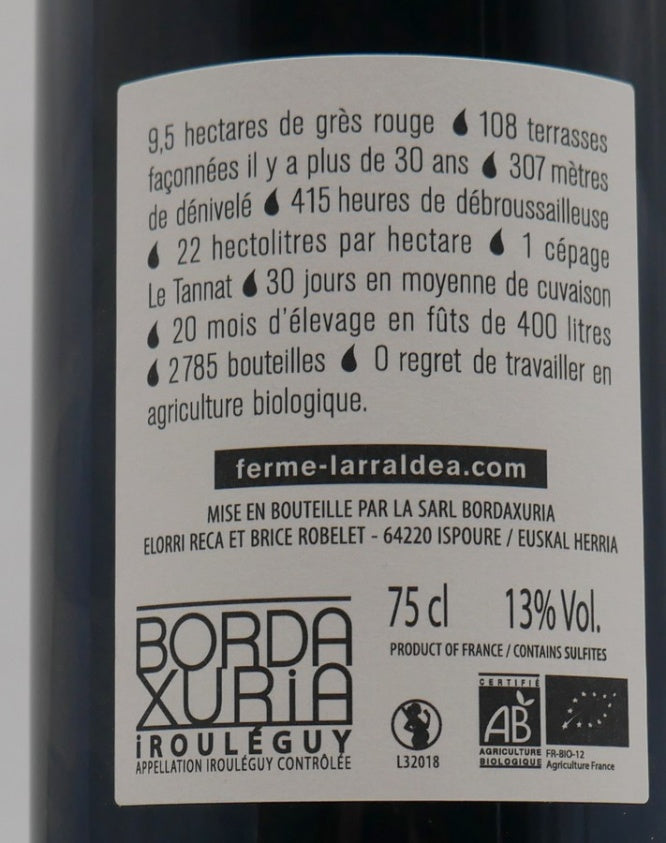 9,5 hectares de grès rouge 108 terrasses
façonnées il y a plus de 30 ans 307 mètres
de dénivelé 415 heures de débroussailleuse
22 hectolitres par hectare 1 cépage
Le Tannat 30 jours en moyenne de cuvaison
20 mois d'élevage en fûts de 400 litres
2785 bouteilles 0 regret de travailler en
agriculture biologique.
ferme-larraldea.com
MISE EN BOUTEILLE PAR LA SARL BORDAXURIA
ELORRI RECA ET BRICE ROBELET - 64220 ISPOURE / EUSKAL HERRIA
75 cl 13% Vol.
PRODUCT OF FRANCE / CONTAINS SULFITES
BORDA
XURiA
iROULÉGUY
APPELLATION IROULÉGUY CONTRÔLÉE
L32018
CERTIFIÉ
AB
AGRICULTURE
BIOLOGIQUE
FR-BIO-12
Agriculture France